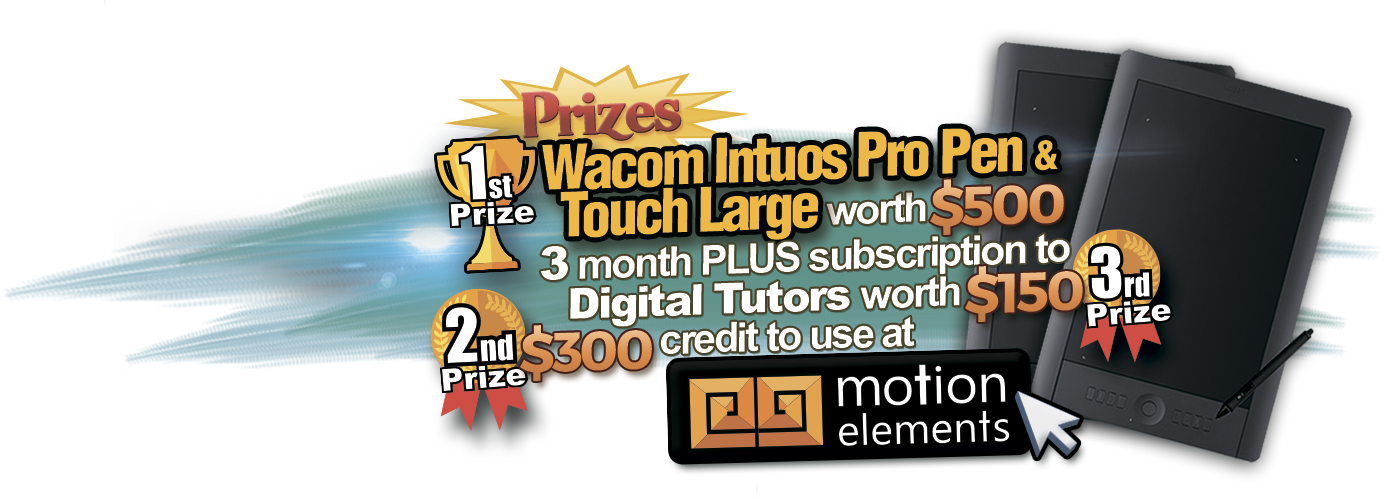 Prizes
1st
Prize
Wacom Intuos Pro Pen &
Touch Large worth $500
3 month PLUS subscription to
Digital Tutors worth $150
3rd
Prize
2nd
Prize
$300 credit to use at
motion
elements